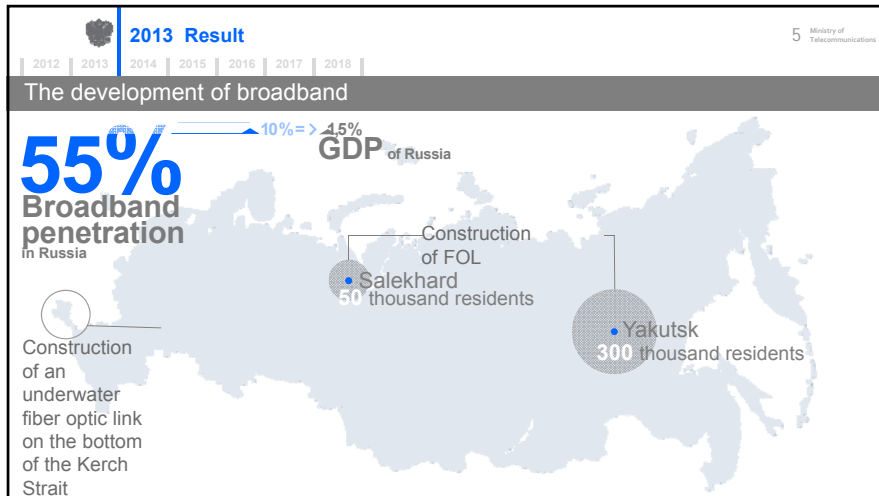 2013 Result
5 Ministry of
Telecommunications
2012 2013 2014 2015 2016 2017 2018
The development of broadband
55%
10%=> 1,5%
GDP of Russia
Broadband
penetration
in Russia
Construction
of FOL
Salekhard
50 thousand residents
Yakutsk
300 thousand residents
Construction
of an
underwater
fiber optic link
on the bottom
of the Kerch
Strait